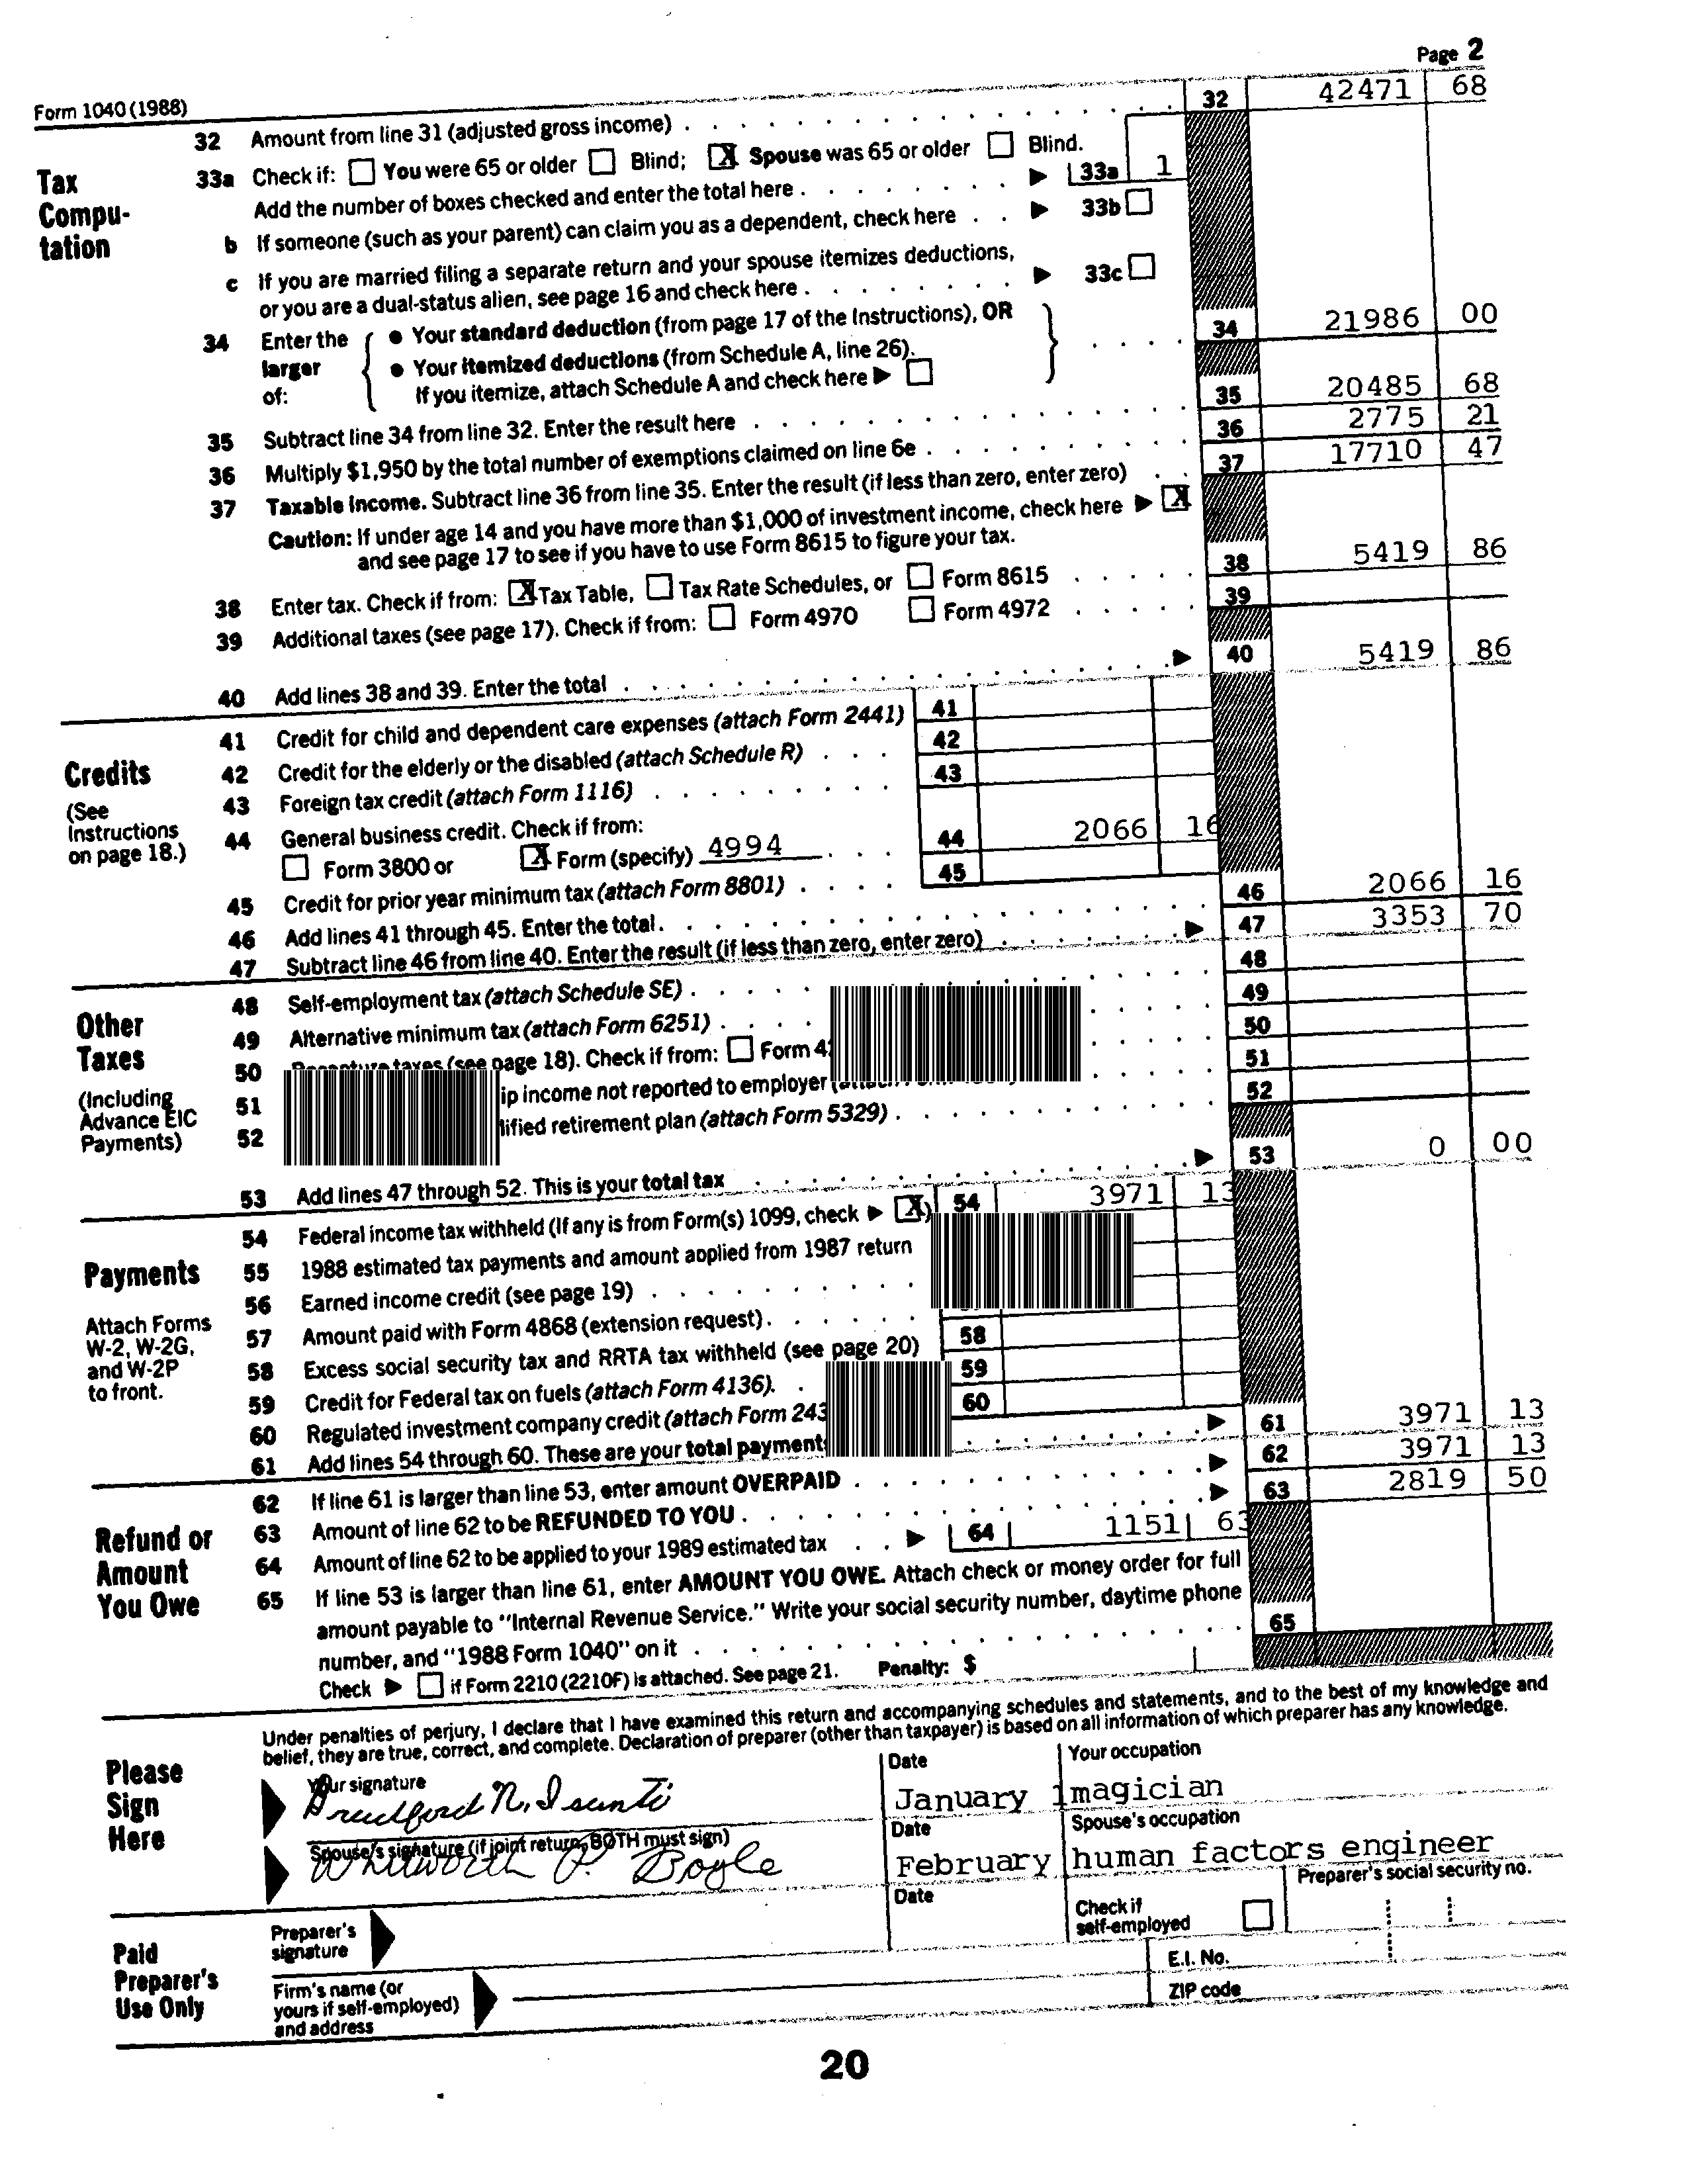 Page 2
Form 1040 (1988)
32 Amount from line 31 (adjusted gross income) 32 42471 68
Tax Compu- tation
33a Check if: You were 65 or older Blind; X Spouse was 65 or older Blind.
Add the number of boxes checked and enter the total here 33a 1
b If someone (such as your parent) can claim you as a dependent, check here 33b
c If you are married filing a separate return and your spouse itemizes deductions,
or you are a dual-status alien, see page 16 and check here 33c
34 Enter the larger of:
• Your standard deduction (from page 17 of the Instructions), OR
• Your itemized deductions (from Schedule A, line 26).
If you itemize, attach Schedule A and check here
34 21986 00
35 Subtract line 34 from line 32. Enter the result here 35 20485 68
36 Multiply $1,950 by the total number of exemptions claimed on line 6e 36 2775 21
37 Taxable income. Subtract line 36 from line 35. Enter the result (if less than zero, enter zero) 37 17710 47
Caution: If under age 14 and you have more than $1,000 of investment income, check here X
and see page 17 to see if you have to use Form 8615 to figure your tax.
38 Enter tax. Check if from: X Tax Table, Tax Rate Schedules, or Form 8615 38 5419 86
39 Additional taxes (see page 17). Check if from: Form 4970 Form 4972 39
40 Add lines 38 and 39. Enter the total 40 5419 86
Credits
(See Instructions on page 18.)
41 Credit for child and dependent care expenses (attach Form 2441) 41
42 Credit for the elderly or the disabled (attach Schedule R) 42
43 Foreign tax credit (attach Form 1116) 43
44 General business credit. Check if from:
Form 3800 or X Form (specify) 4994 44 2066 16
45 Credit for prior year minimum tax (attach Form 8801) 45
46 Add lines 41 through 45. Enter the total 46 2066 16
47 Subtract line 46 from line 40. Enter the result (if less than zero, enter zero) 47 3353 70
Other Taxes
(Including Advance EIC Payments)
48 Self-employment tax (attach Schedule SE) 48
49 Alternative minimum tax (attach Form 6251) 49
50 (see page 18). Check if from: Form 50
51 income not reported to employer 51
52 retirement plan (attach Form 5329) 52
53 Add lines 47 through 52. This is your total tax 53 0 00
Payments
Attach Forms W-2, W-2G, and W-2P to front.
54 Federal income tax withheld (If any is from Form(s) 1099, check X) 54 3971 13
55 1988 estimated tax payments and amount applied from 1987 return
56 Earned income credit (see page 19)
57 Amount paid with Form 4868 (extension request)
58 Excess social security tax and RRTA tax withheld (see page 20) 58
59 Credit for Federal tax on fuels (attach Form 4136). 59
60 Regulated investment company credit (attach Form 243 60
61 Add lines 54 through 60. These are your total payment 61 3971 13
Refund or Amount You Owe
62 If line 61 is larger than line 53, enter amount OVERPAID 62 3971 13
63 Amount of line 62 to be REFUNDED TO YOU 63 2819 50
64 Amount of line 62 to be applied to your 1989 estimated tax 64 1151 63
65 If line 53 is larger than line 61, enter AMOUNT YOU OWE. Attach check or money order for full
amount payable to "Internal Revenue Service." Write your social security number, daytime phone
number, and "1988 Form 1040" on it 65
Check if Form 2210 (2210F) is attached. See page 21. Penalty: $
Please Sign Here
Under penalties of perjury, I declare that I have examined this return and accompanying schedules and statements, and to the best of my knowledge and
belief, they are true, correct, and complete. Declaration of preparer (other than taxpayer) is based on all information of which preparer has any knowledge.
Your signature Date Your occupation
N. January 1 magician
Spouse's signature (if joint return, BOTH must sign) Date Spouse's occupation
Whitworth P. Boyle February human factors engineer
Paid Preparer's Use Only
Preparer's signature Date Check if self-employed Preparer's social security no.
Firm's name (or yours if self-employed) and address E.I. No.
ZIP code
20